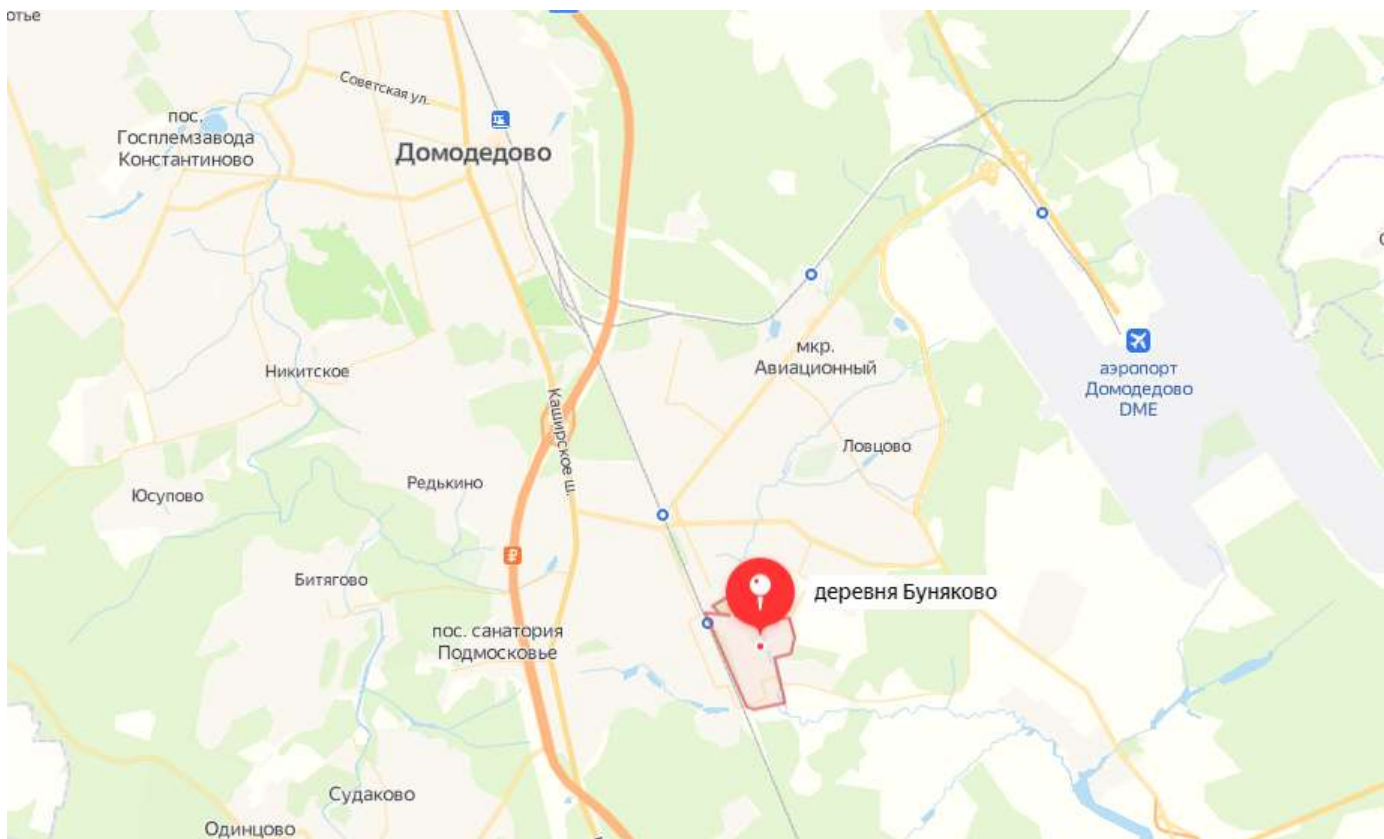 отье
Советская ул.
пос.
Госплемзавода
Константиново
Домодедово
мкр.
Авиационный
аэропорт
Домодедово
DME
Никитское
Каширское ш.
Ловцово
Редькино
Юсупово
₽
Битягово
деревня Буняково
пос. санатория
Подмосковье
Судаково
Одинцово